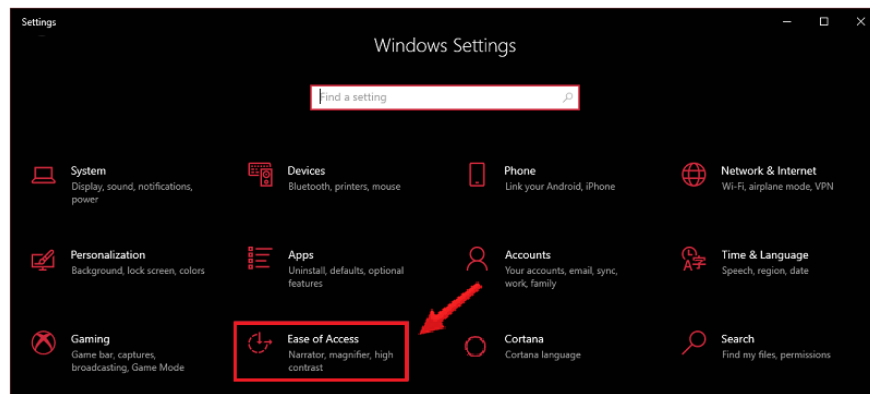 Settings
Windows Settings
Find a setting
System
Display, sound, notifications,
power
Devices
Bluetooth, printers, mouse
Phone
Link your Android, iPhone
Network & Internet
Wi-Fi, airplane mode, VPN
Personalization
Background, lock screen, colors
Apps
Uninstall, defaults, optional
features
Accounts
Your accounts, email, sync,
work, family
Time & Language
Speech, region, date
Gaming
Game bar, captures,
broadcasting, Game Mode
Ease of Access
Narrator, magnifier, high
contrast
Cortana
Cortana language
Search
Find my files, permissions